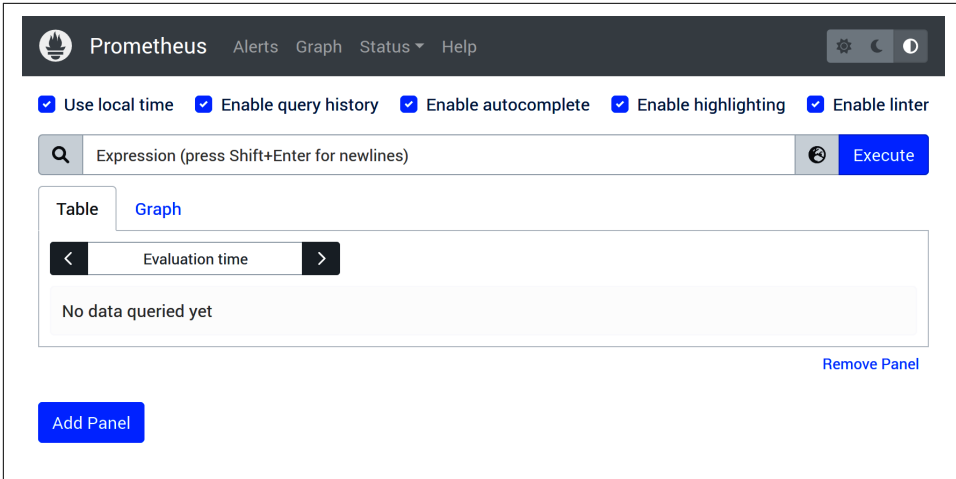 Prometheus Alerts Graph Status Help
Use local time Enable query history Enable autocomplete Enable highlighting Enable linter
Expression (press Shift+Enter for newlines) Execute
Table Graph
Evaluation time
No data queried yet
Remove Panel
Add Panel